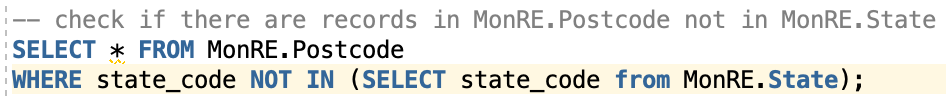 -- check if there are records in MonRE.Postcode not in MonRE.State
SELECT * FROM MonRE.Postcode
WHERE state_code NOT IN (SELECT state_code from MonRE.State);